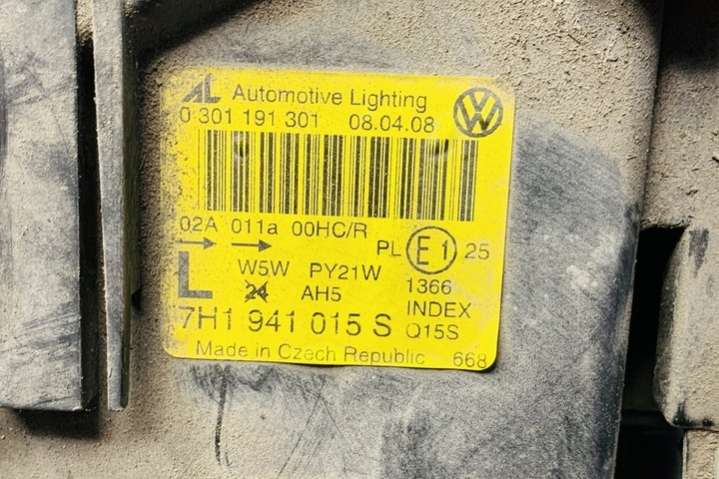 AL Automotive Lighting
0 301 191 301 08.04.08
02A 011a 00HC/R
PL E1 25
L W5W PY21W 1366
24 AH5 INDEX
7H1 941 015 S Q15S
Made in Czech Republic 668